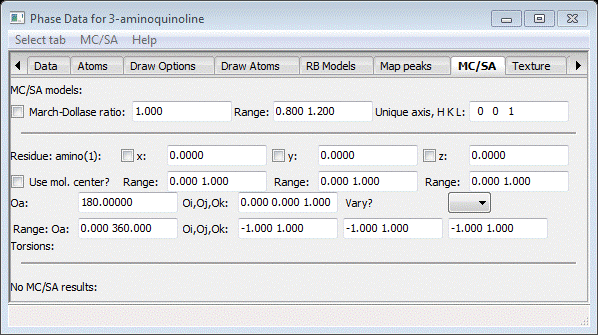 Phase Data for 3-aminoquinoline
Select tab MC/SA Help
Data Atoms Draw Options Draw Atoms RB Models Map peaks MC/SA Texture
MC/SA models:
March-Dollase ratio: 1.000 Range: 0.800 1.200 Unique axis, H K L: 0 0 1
Residue: amino(1): x: 0.0000 y: 0.0000 z: 0.0000
Use mol. center? Range: 0.000 1.000 Range: 0.000 1.000 Range: 0.000 1.000
Oa: 180.00000 Oi,Oj,Ok: 0.000 0.000 1.000 Vary?
Range: Oa: 0.000 360.000 Oi,Oj,Ok: -1.000 1.000 -1.000 1.000 -1.000 1.000
Torsions:
No MC/SA results: